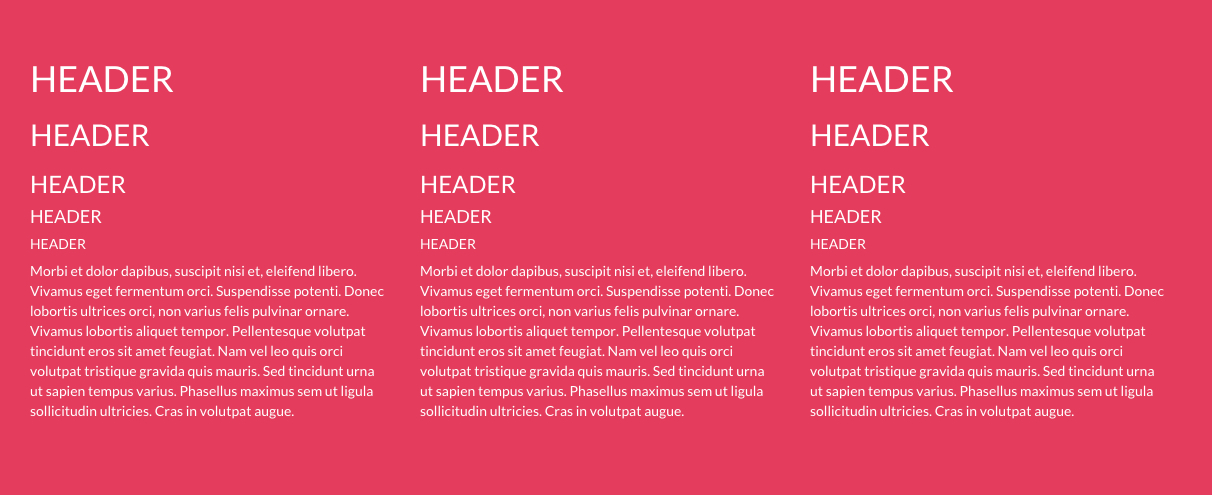 HEADER
HEADER
HEADER
HEADER
HEADER
Morbi et dolor dapibus, suscipit nisi et, eleifend libero.
Vivamus eget fermentum orci. Suspendisse potenti. Donec
lobortis ultrices orci, non varius felis pulvinar ornare.
Vivamus lobortis aliquet tempor. Pellentesque volutpat
tincidunt eros sit amet feugiat. Nam vel leo quis orci
volutpat tristique gravida quis mauris. Sed tincidunt urna
ut sapien tempus varius. Phasellus maximus sem ut ligula
sollicitudin ultricies. Cras in volutpat augue.
HEADER
HEADER
HEADER
HEADER
HEADER
Morbi et dolor dapibus, suscipit nisi et, eleifend libero.
Vivamus eget fermentum orci. Suspendisse potenti. Donec
lobortis ultrices orci, non varius felis pulvinar ornare.
Vivamus lobortis aliquet tempor. Pellentesque volutpat
tincidunt eros sit amet feugiat. Nam vel leo quis orci
volutpat tristique gravida quis mauris. Sed tincidunt urna
ut sapien tempus varius. Phasellus maximus sem ut ligula
sollicitudin ultricies. Cras in volutpat augue.
HEADER
HEADER
HEADER
HEADER
HEADER
Morbi et dolor dapibus, suscipit nisi et, eleifend libero.
Vivamus eget fermentum orci. Suspendisse potenti. Donec
lobortis ultrices orci, non varius felis pulvinar ornare.
Vivamus lobortis aliquet tempor. Pellentesque volutpat
tincidunt eros sit amet feugiat. Nam vel leo quis orci
volutpat tristique gravida quis mauris. Sed tincidunt urna
ut sapien tempus varius. Phasellus maximus sem ut ligula
sollicitudin ultricies. Cras in volutpat augue.